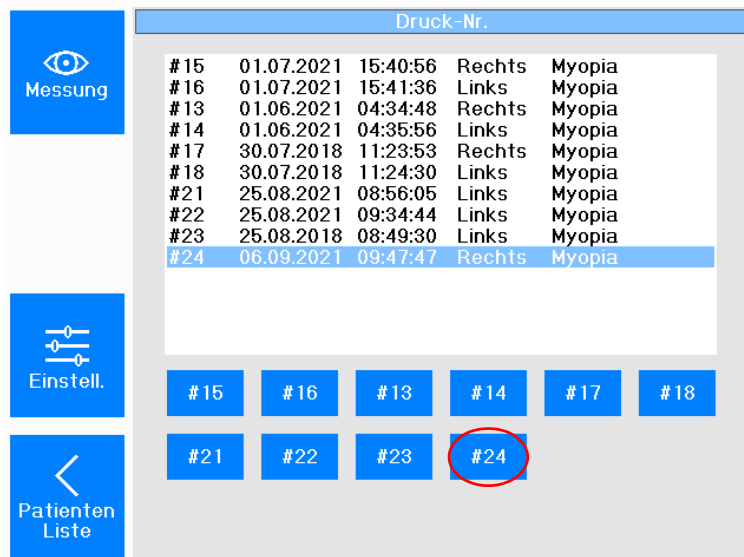 Druck-Nr.
Messung
#15 01.07.2021 15:40:56 Rechts Myopia
#16 01.07.2021 15:41:36 Links Myopia
#13 01.06.2021 04:34:48 Rechts Myopia
#14 01.06.2021 04:35:56 Links Myopia
#17 30.07.2018 11:23:53 Rechts Myopia
#18 30.07.2018 11:24:30 Links Myopia
#21 25.08.2021 08:56:05 Links Myopia
#22 25.08.2021 09:34:44 Links Myopia
#23 25.08.2018 08:49:30 Links Myopia
#24 06.09.2021 09:47:47 Rechts Myopia
Einstell.
#15 #16 #13 #14 #17 #18
#21 #22 #23 #24
Patienten
Liste